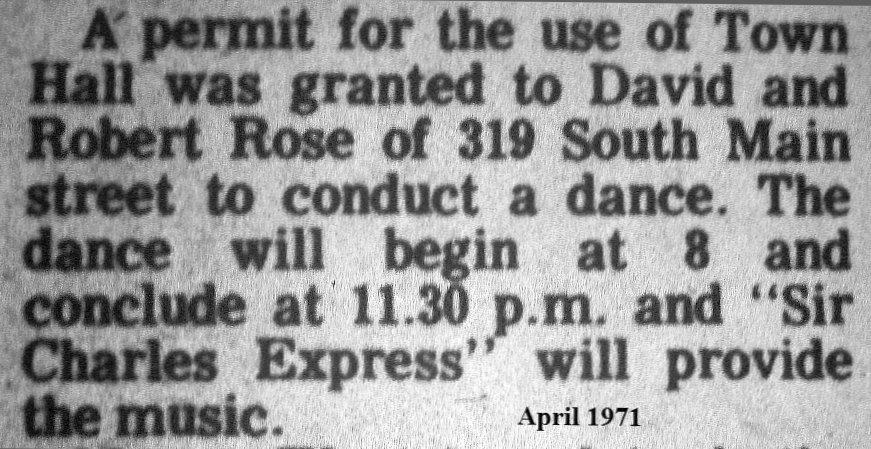 A permit for the use of Town
Hall was granted to David and
Robert Rose of 319 South Main
street to conduct a dance. The
dance will begin at 8 and
conclude at 11.30 p.m. and "Sir
Charles Express" will provide
the music.
April 1971